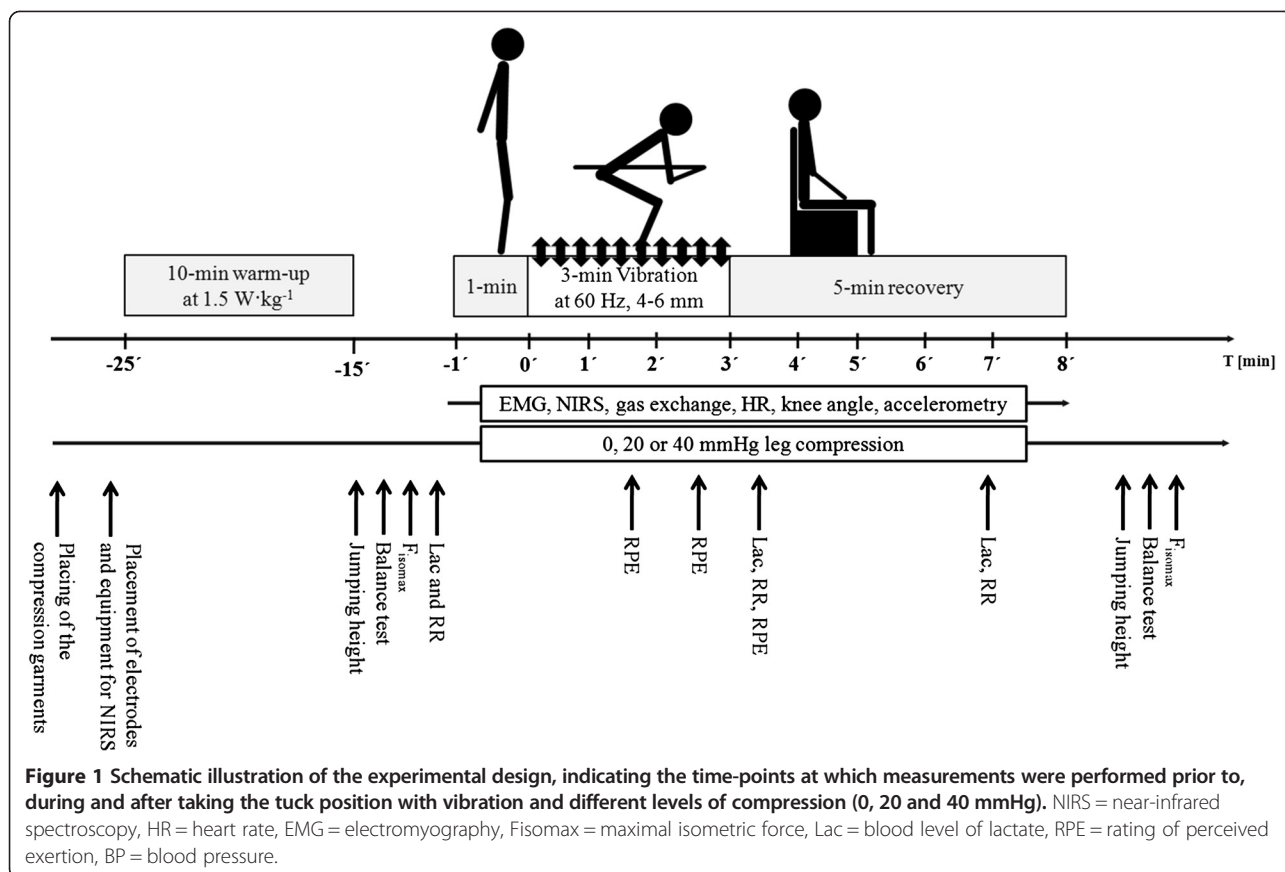 10-min warm-up
at 1.5 W·kg⁻¹
1-min
3-min Vibration
at 60 Hz, 4-6 mm
5-min recovery
-25´
-15´
-1´
0´
1´
2´
3´
4´
5´
6´
7´
8´
T [min]
EMG, NIRS, gas exchange, HR, knee angle, accelerometry
0, 20 or 40 mmHg leg compression
Placing of the
compression garments
Placement of electrodes
and equipment for NIRS
Jumping height
Balance test
Fisomax
Lac and RR
RPE
RPE
Lac, RR, RPE
Lac, RR
Jumping height
Balance test
Fisomax
Figure 1 Schematic illustration of the experimental design, indicating the time-points at which measurements were performed prior to,
during and after taking the tuck position with vibration and different levels of compression (0, 20 and 40 mmHg). NIRS = near-infrared
spectroscopy, HR = heart rate, EMG = electromyography, Fisomax = maximal isometric force, Lac = blood level of lactate, RPE = rating of perceived
exertion, BP = blood pressure.